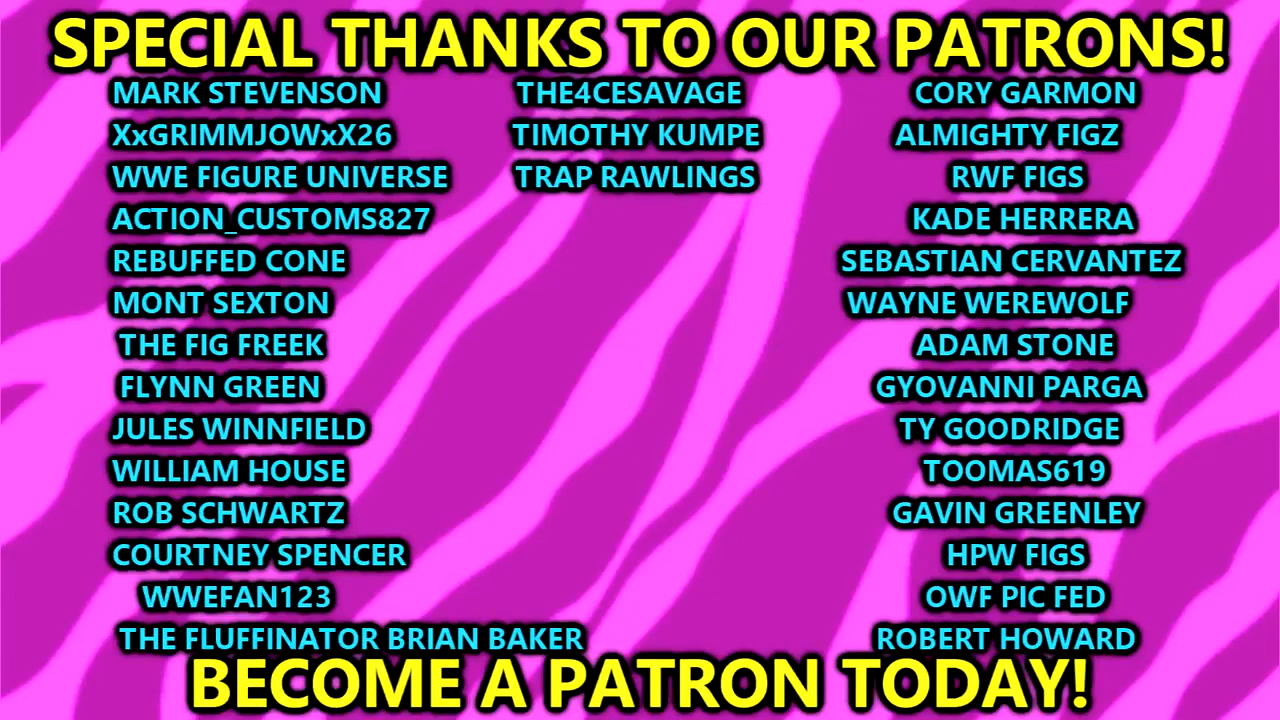 SPECIAL THANKS TO OUR PATRONS!
MARK STEVENSON
XxGRIMMJOWxX26
WWE FIGURE UNIVERSE
ACTION_CUSTOMS827
REBUFFED CONE
MONT SEXTON
THE FIG FREEK
FLYNN GREEN
JULES WINNFIELD
WILLIAM HOUSE
ROB SCHWARTZ
COURTNEY SPENCER
WWEFAN123
THE FLUFFINATOR BRIAN BAKER
THE4CESAVAGE
TIMOTHY KUMPE
TRAP RAWLINGS
CORY GARMON
ALMIGHTY FIGZ
RWF FIGS
KADE HERRERA
SEBASTIAN CERVANTEZ
WAYNE WEREWOLF
ADAM STONE
GYOVANNI PARGA
TY GOODRIDGE
TOOMAS619
GAVIN GREENLEY
HPW FIGS
OWF PIC FED
ROBERT HOWARD
BECOME A PATRON TODAY!